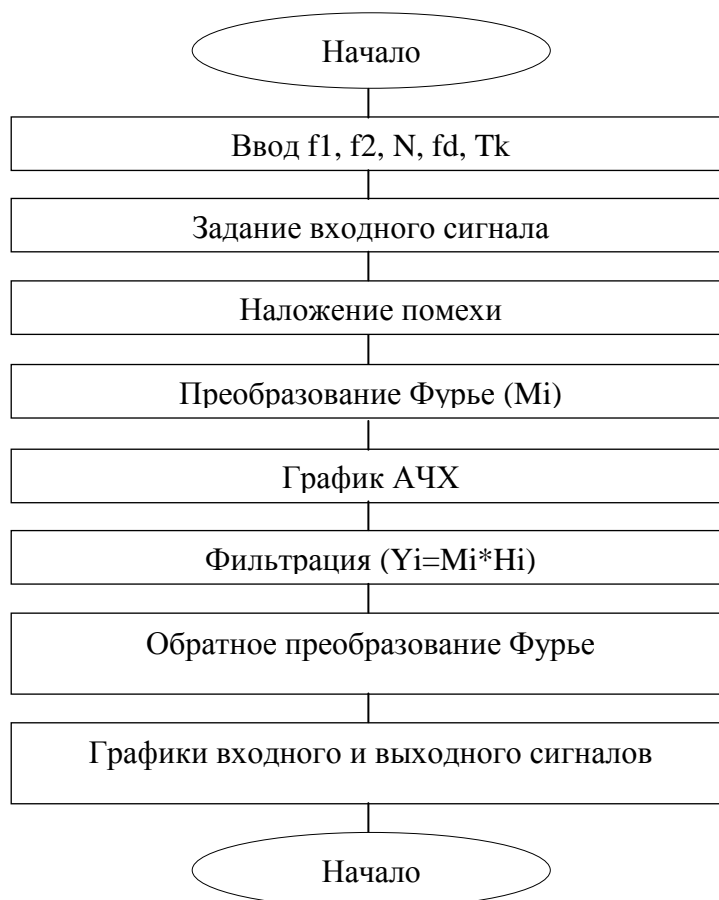 Начало
Ввод f1, f2, N, fd, Tk
Задание входного сигнала
Наложение помехи
Преобразование Фурье (Mi)
График АЧХ
Фильтрация (Yi=Mi*Hi)
Обратное преобразование Фурье
Графики входного и выходного сигналов
Начало